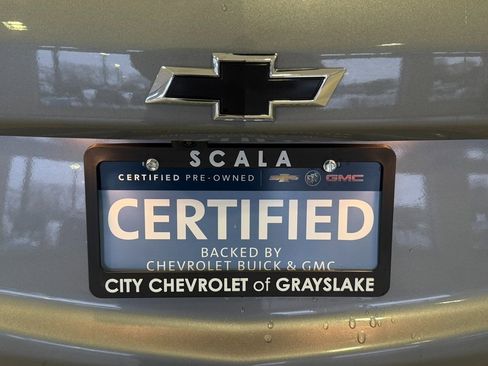 SCALA
CERTIFIED PRE-OWNED GMC
CERTIFIED
BACKED BY
CHEVROLET BUICK & GMC
CITY CHEVROLET of GRAYSLAKE